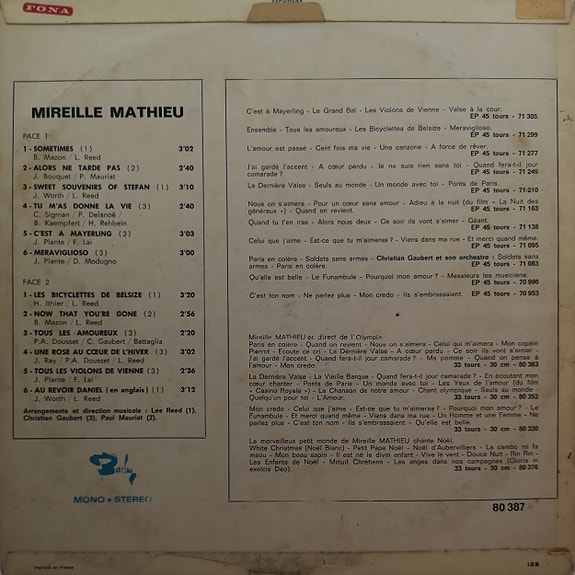 FONA
VERSINDEX
MIREILLE MATHIEU
FACE 1
1 - SOMETIMES (1) 3'02
B. Mazon / L. Reed
2 - ALORS NE TARDE PAS (2) 2'40
J. Bouquet / P. Mauriat
3 - SWEET SOUVENIRS OF STEFAN (1) 3'10
J. Worth / L. Reed
4 - TU M'AS DONNE LA VIE (3) 2'40
C. Sigman / P. Delanoë
B. Kaempfert / H. Rehbein
5 - C'EST A MAYERLING (3) 3'03
J. Plante / F. Lai
6 - MERAVIGLIOSO (3) 3'00
J. Plante / D. Modugno
FACE 2
1 - LES BICYCLETTES DE BELSIZE (1) 3'20
H. Ithier / L. Reed
2 - NOW THAT YOU'RE GONE (2) 2'56
B. Mazon / L. Reed
3 - TOUS LES AMOUREUX (3) 2'20
P.A. Dousset / C. Gaubert / Battaglia
4 - UNE ROSE AU CŒUR DE L'HIVER (3) 3'02
J. Ray / P.A. Dousset / L. Reed
5 - TOUS LES VIOLONS DE VIENNE (3) 2'36
J. Plante / F. Lai
6 - AU REVOIR DANIEL (en anglais) (1) 3'12
J. Worth / L. Reed
Arrangements et direction musicale : Les Reed (1),
Christian Gaubert (3), Paul Mauriat (2).
Barclay
MONO + STEREO
C'est à Mayerling - Le Grand Bal - Les Violons de Vienne - Valse à la cour.
EP 45 tours - 71 305
Ensemble - Tous les amoureux - Les Bicyclettes de Belsize - Meraviglioso.
EP 45 tours - 71 299
L'amour est passé - Cent fois ma vie - Una canzone - A force de rêver.
EP 45 tours - 71 277
J'ai gardé l'accent - A cœur perdu - Je ne suis rien sans toi - Quand fera-t-il jour
camarade ? EP 45 tours - 71 249
La Dernière Valse - Seuls au monde - Un monde avec toi - Ponts de Paris.
EP 45 tours - 71 210
Nous on s'aimera - Pour un cœur sans amour - Adieu à la nuit (du film « La Nuit des
généraux ») - Quand on revient. EP 45 tours - 71 163
Quand tu t'en iras - Alors nous deux - Ce soir ils vont s'aimer - Géant.
EP 45 tours - 71 138
Celui que j'aime - Est-ce que tu m'aimeras ? - Viens dans ma rue - Et merci quand même.
EP 45 tours - 71 095
Paris en colère - Soldats sans armes - Christian Gaubert et son orchestre : Soldats sans
armes - Paris en colère. EP 45 tours - 71 083
Qu'elle est belle - Le Funambule - Pourquoi mon amour ? - Messieurs les musiciens.
EP 45 tours - 70 996
C'est ton nom - Ne parlez plus - Mon credo - Ils s'embrassaient. EP 45 tours - 70 953
Mireille MATHIEU en direct de l'Olympia
Paris en colère - Quand on revient - Nous on s'aimera - Celui qui m'aimera - Mon copain
Pierrot - Ecoute ce cri - La Dernière Valse - A cœur perdu - Ce soir ils vont s'aimer -
J'ai gardé l'accent - Quand fera-t-il jour camarade ? - Ma pomme - Quand on pense à
l'amour - Mon credo. 33 tours - 30 cm - 80 363
La Dernière Valse - La Vieille Barque - Quand fera-t-il jour camarade ? - En écoutant mon
cœur chanter - Ponts de Paris - Un monde avec toi - Les Yeux de l'amour (du film
« Casino Royale ») - La Chanson de notre amour - Chant olympique - Seuls au monde -
Quelqu'un pour toi - L'Amour. 33 tours - 30 cm - 80 352
Mon credo - Celui que j'aime - Est-ce que tu m'aimeras ? - Pourquoi mon amour ? - Le
Funambule - Et merci quand même - Viens dans ma rue - Un Homme et une Femme - Ne
parlez plus - C'est ton nom - Ils s'embrassaient - Qu'elle est belle.
33 tours - 30 cm - 80 330
Le merveilleux petit monde de Mireille MATHIEU chante Noël.
White Christmas (Noël Blanc) - Petit Papa Noël - Noël d'Aubervilliers - La cambo mi fa
maou - Mon beau sapin - Il est né le divin enfant - Vive le vent - Douce Nuit - Rin Rin -
Les Enfants de Noël - Minuit Chrétiens - Les anges dans nos campagnes (Gloria in
exelcis Deo). 33 tours - 30 cm - 80 376
80 387
Imprimé en France
I.D.N.